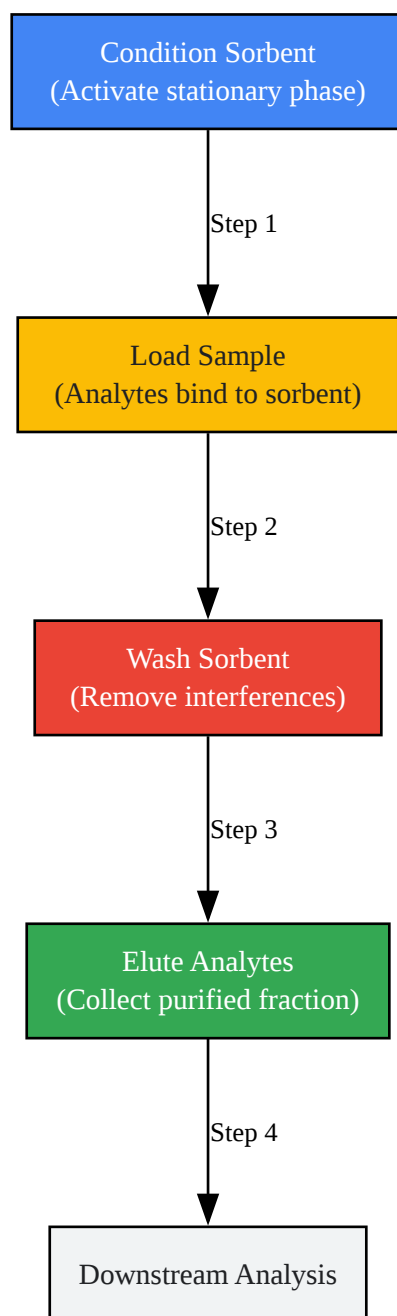 Condition Sorbent
(Activate stationary phase)
Step 1
Load Sample
(Analytes bind to sorbent)
Step 2
Wash Sorbent
(Remove interferences)
Step 3
Elute Analytes
(Collect purified fraction)
Step 4
Downstream Analysis